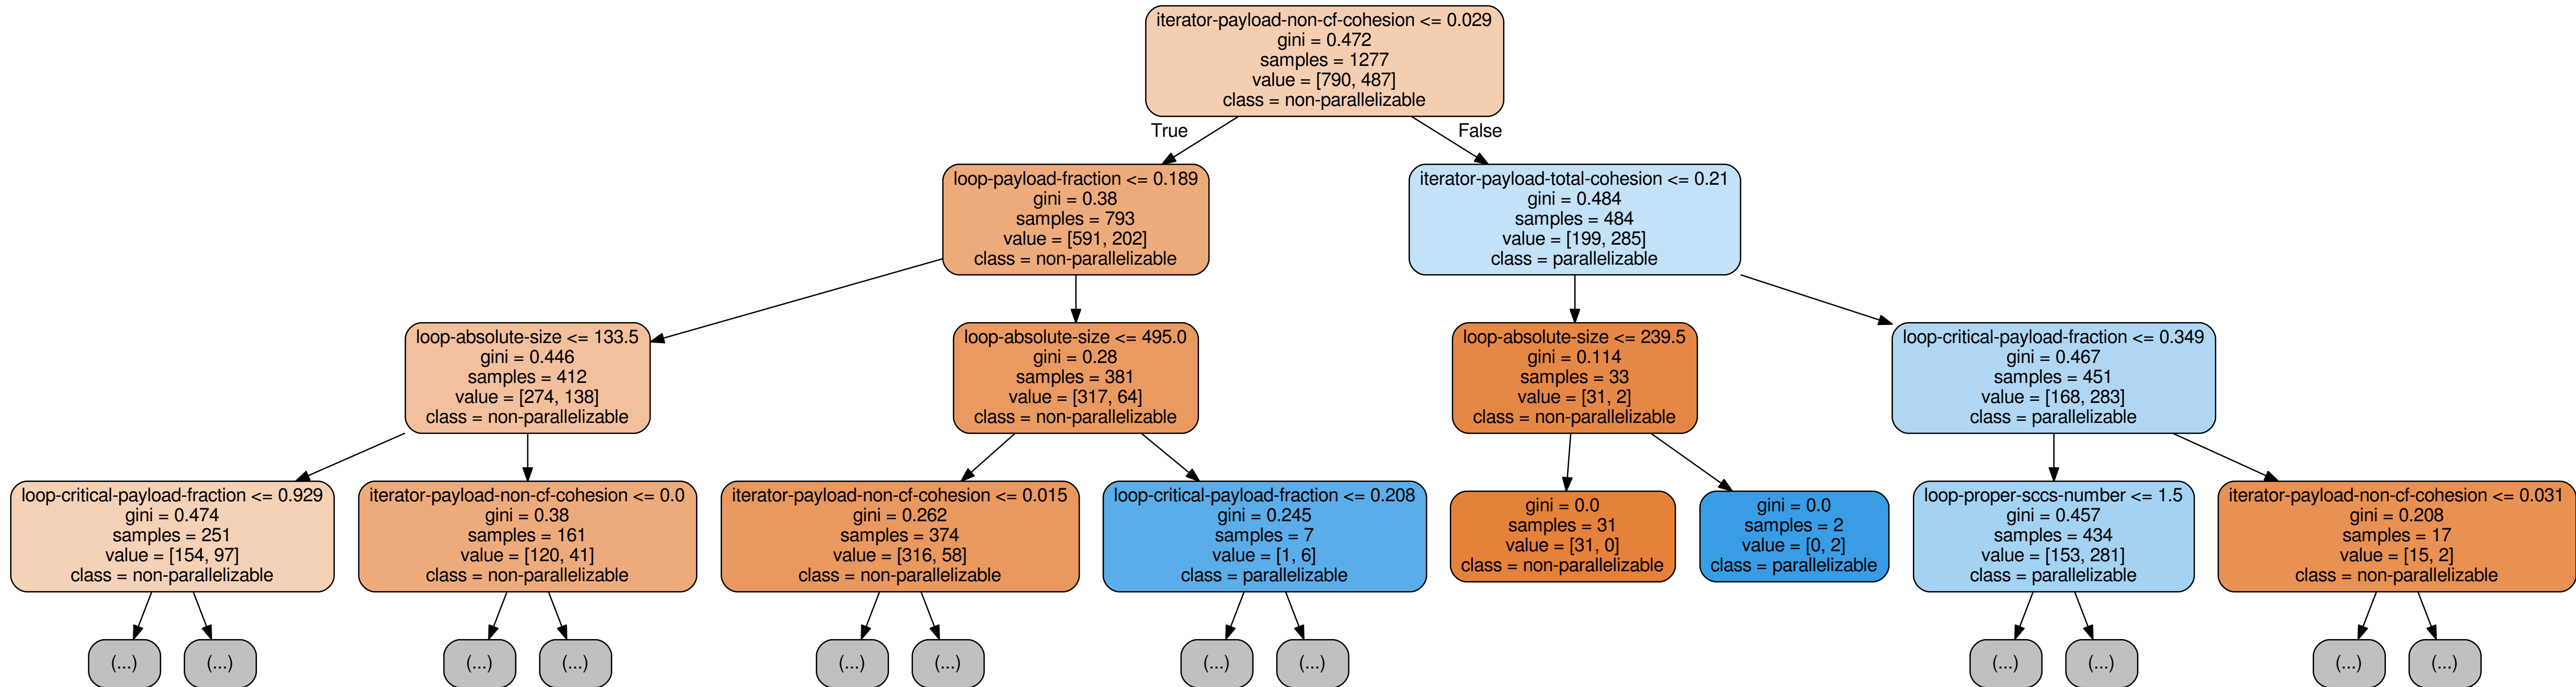 iterator-payload-non-cf-cohesion <= 0.029
gini = 0.472
samples = 1277
value = [790, 487]
class = non-parallelizable
True
False
loop-payload-fraction <= 0.189
gini = 0.38
samples = 793
value = [591, 202]
class = non-parallelizable
iterator-payload-total-cohesion <= 0.21
gini = 0.484
samples = 484
value = [199, 285]
class = parallelizable
loop-absolute-size <= 133.5
gini = 0.446
samples = 412
value = [274, 138]
class = non-parallelizable
loop-absolute-size <= 495.0
gini = 0.28
samples = 381
value = [317, 64]
class = non-parallelizable
loop-absolute-size <= 239.5
gini = 0.114
samples = 33
value = [31, 2]
class = non-parallelizable
loop-critical-payload-fraction <= 0.349
gini = 0.467
samples = 451
value = [168, 283]
class = parallelizable
loop-critical-payload-fraction <= 0.929
gini = 0.474
samples = 251
value = [154, 97]
class = non-parallelizable
iterator-payload-non-cf-cohesion <= 0.0
gini = 0.38
samples = 161
value = [120, 41]
class = non-parallelizable
iterator-payload-non-cf-cohesion <= 0.015
gini = 0.262
samples = 374
value = [316, 58]
class = non-parallelizable
loop-critical-payload-fraction <= 0.208
gini = 0.245
samples = 7
value = [1, 6]
class = parallelizable
gini = 0.0
samples = 31
value = [31, 0]
class = non-parallelizable
gini = 0.0
samples = 2
value = [0, 2]
class = parallelizable
loop-proper-sccs-number <= 1.5
gini = 0.457
samples = 434
value = [153, 281]
class = parallelizable
iterator-payload-non-cf-cohesion <= 0.031
gini = 0.208
samples = 17
value = [15, 2]
class = non-parallelizable
(...)
(...)
(...)
(...)
(...)
(...)
(...)
(...)
(...)
(...)
(...)
(...)